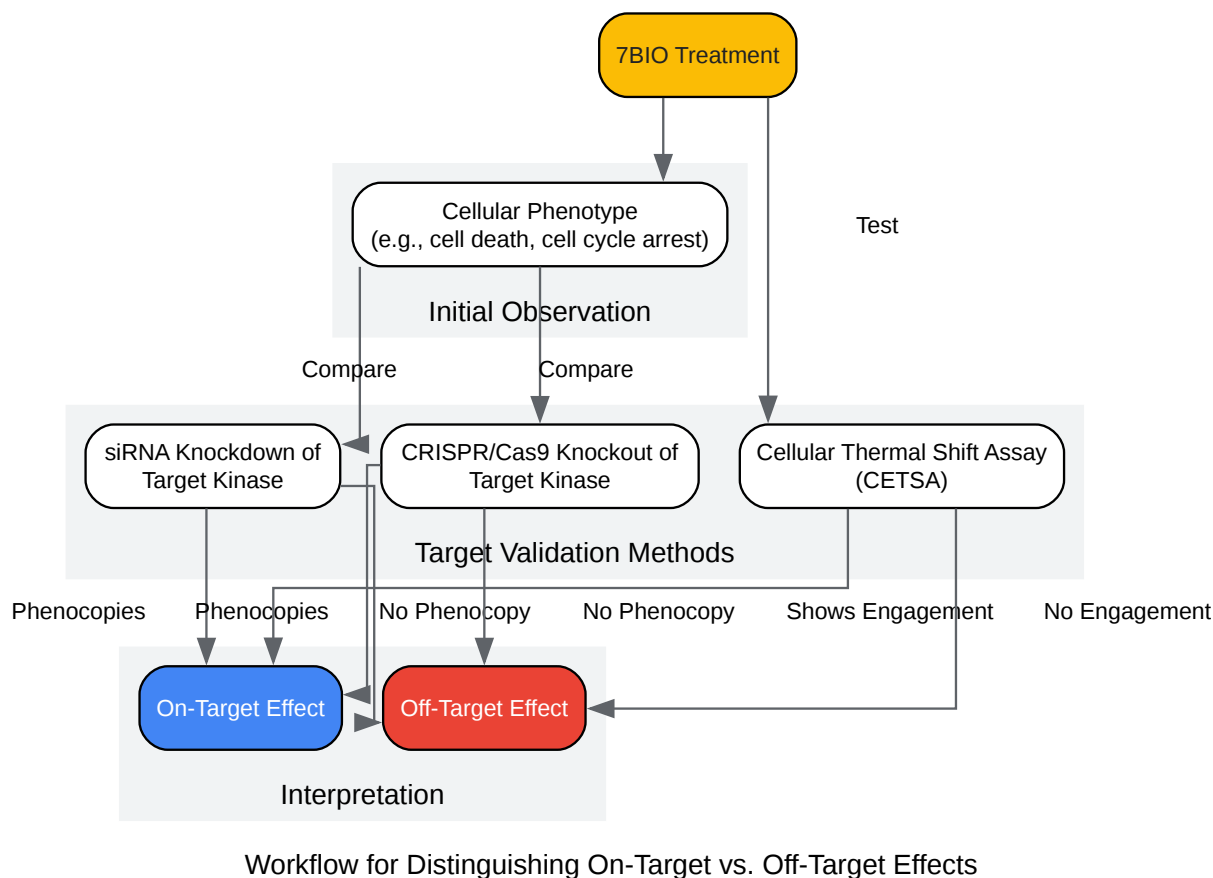 7BIO Treatment
Cellular Phenotype
(e.g., cell death, cell cycle arrest)
Test
Initial Observation
Compare
Compare
siRNA Knockdown of
Target Kinase
CRISPR/Cas9 Knockout of
Target Kinase
Cellular Thermal Shift Assay
(CETSA)
Target Validation Methods
Phenocopies
Phenocopies
No Phenocopy
No Phenocopy
Shows Engagement
No Engagement
On-Target Effect
Off-Target Effect
Interpretation
Workflow for Distinguishing On-Target vs. Off-Target Effects